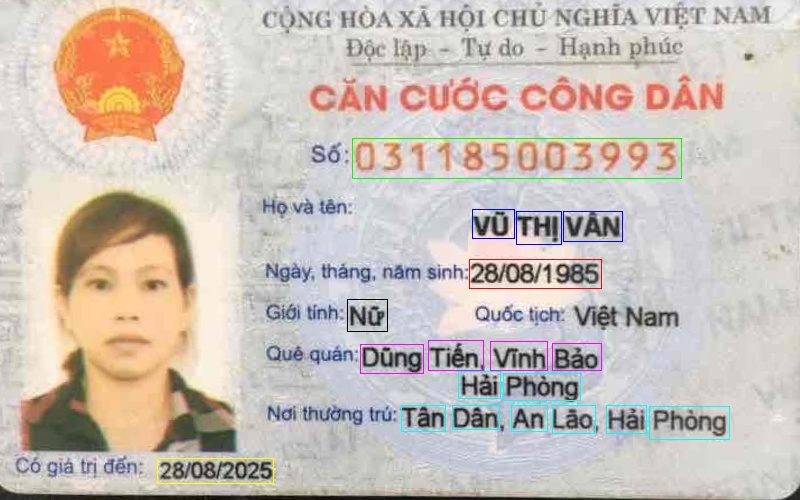 CỘNG HÒA XÃ HỘI CHỦ NGHĨA VIỆT NAM
Độc lập - Tự do - Hạnh phúc
CĂN CƯỚC CÔNG DÂN
Số: 031185003993
Họ và tên:
VŨ THỊ VÂN
Ngày, tháng, năm sinh: 28/08/1985
Giới tính: Nữ Quốc tịch: Việt Nam
Quê quán: Dũng Tiến, Vĩnh Bảo
Hải Phòng
Nơi thường trú: Tân Dân, An Lão, Hải Phòng
Có giá trị đến: 28/08/2025